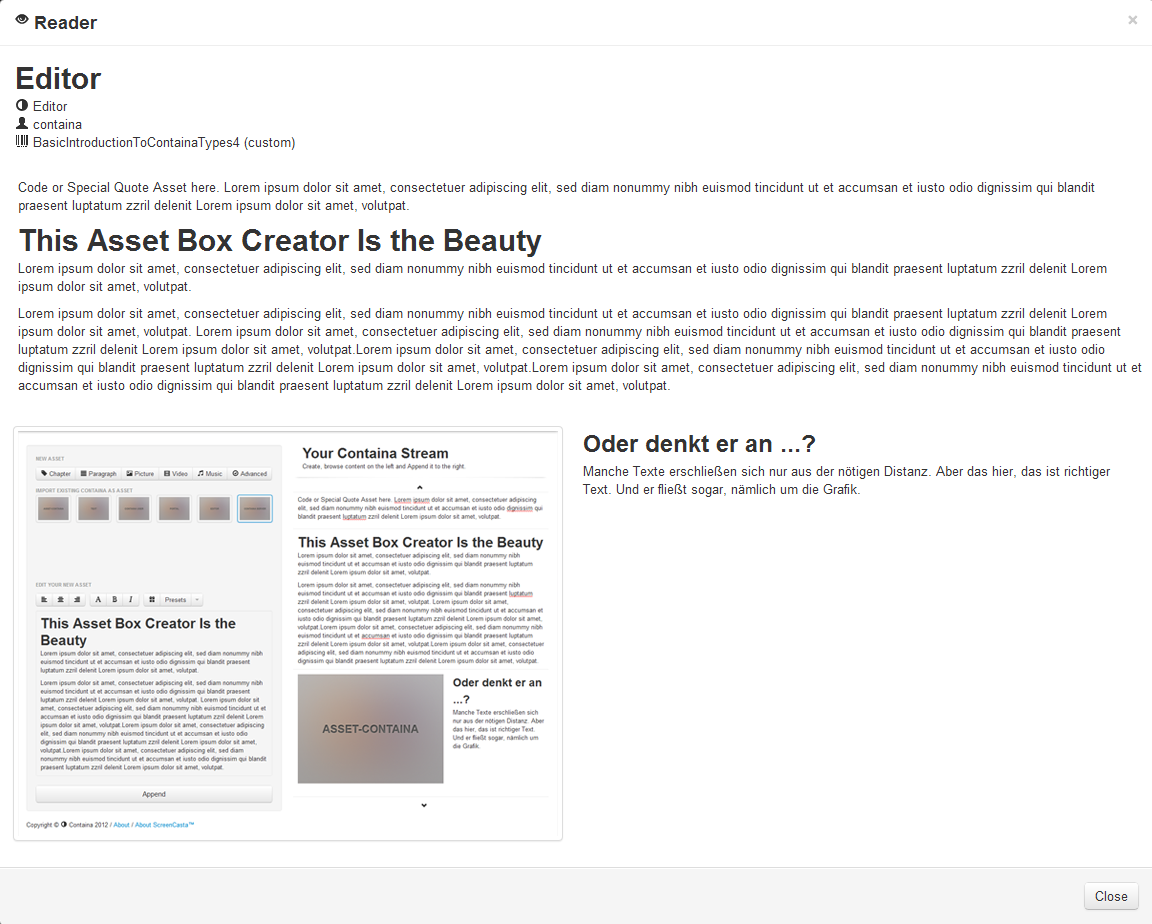 Reader
×
Editor
Editor
containa
BasicIntroductionToContainaTypes4 (custom)
Code or Special Quote Asset here. Lorem ipsum dolor sit amet, consectetuer adipiscing elit, sed diam nonummy nibh euismod tincidunt ut et accumsan et iusto odio dignissim qui blandit
praesent luptatum zzril delenit Lorem ipsum dolor sit amet, volutpat.
This Asset Box Creator Is the Beauty
Lorem ipsum dolor sit amet, consectetuer adipiscing elit, sed diam nonummy nibh euismod tincidunt ut et accumsan et iusto odio dignissim qui blandit praesent luptatum zzril delenit Lorem
ipsum dolor sit amet, volutpat.
Lorem ipsum dolor sit amet, consectetuer adipiscing elit, sed diam nonummy nibh euismod tincidunt ut et accumsan et iusto odio dignissim qui blandit praesent luptatum zzril delenit Lorem
ipsum dolor sit amet, volutpat. Lorem ipsum dolor sit amet, consectetuer adipiscing elit, sed diam nonummy nibh euismod tincidunt ut et accumsan et iusto odio dignissim qui blandit praesent
luptatum zzril delenit Lorem ipsum dolor sit amet, volutpat.Lorem ipsum dolor sit amet, consectetuer adipiscing elit, sed diam nonummy nibh euismod tincidunt ut et accumsan et iusto odio
dignissim qui blandit praesent luptatum zzril delenit Lorem ipsum dolor sit amet, volutpat.Lorem ipsum dolor sit amet, consectetuer adipiscing elit, sed diam nonummy nibh euismod tincidunt ut et
accumsan et iusto odio dignissim qui blandit praesent luptatum zzril delenit Lorem ipsum dolor sit amet, volutpat.
NEW ASSET
Chapter Paragraph Picture Video Music Advanced
IMPORT EXISTING CONTAINA AS ASSET
EDIT YOUR NEW ASSET
A B I Presets
This Asset Box Creator Is the
Beauty
Lorem ipsum dolor sit amet, consectetuer adipiscing elit, sed diam nonummy nibh
euismod tincidunt ut et accumsan et iusto odio dignissim qui blandit praesent
luptatum zzril delenit Lorem ipsum dolor sit amet, volutpat.
Lorem ipsum dolor sit amet, consectetuer adipiscing elit, sed diam nonummy nibh
euismod tincidunt ut et accumsan et iusto odio dignissim qui blandit praesent
luptatum zzril delenit Lorem ipsum dolor sit amet, volutpat. Lorem ipsum dolor sit
amet, consectetuer adipiscing elit, sed diam nonummy nibh euismod tincidunt ut et
accumsan et iusto odio dignissim qui blandit praesent luptatum zzril delenit Lorem
ipsum dolor sit amet, volutpat.Lorem ipsum dolor sit amet, consectetuer adipiscing
elit, sed diam nonummy nibh euismod tincidunt ut et accumsan et iusto odio
dignissim qui blandit praesent luptatum zzril delenit Lorem ipsum dolor sit amet,
volutpat.Lorem ipsum dolor sit amet, consectetuer adipiscing elit, sed diam
nonummy nibh euismod tincidunt ut et accumsan et iusto odio dignissim qui blandit
praesent luptatum zzril delenit Lorem ipsum dolor sit amet, volutpat.
Append
Copyright © Containa 2012 / About / About ScreenCasta™
Your Containa Stream
Create, browse content on the left and Append it to the right.
Code or Special Quote Asset here. Lorem ipsum dolor sit amet, consectetuer adipiscing
elit, sed diam nonummy nibh euismod tincidunt ut et accumsan et iusto odio dignissim qui
blandit praesent luptatum zzril delenit Lorem ipsum dolor sit amet, volutpat.
This Asset Box Creator Is the Beauty
Lorem ipsum dolor sit amet, consectetuer adipiscing elit, sed diam nonummy nibh
euismod tincidunt ut et accumsan et iusto odio dignissim qui blandit praesent luptatum
zzril delenit Lorem ipsum dolor sit amet, volutpat.
Lorem ipsum dolor sit amet, consectetuer adipiscing elit, sed diam nonummy nibh
euismod tincidunt ut et accumsan et iusto odio dignissim qui blandit praesent luptatum
zzril delenit Lorem ipsum dolor sit amet, volutpat. Lorem ipsum dolor sit amet,
consectetuer adipiscing elit, sed diam nonummy nibh euismod tincidunt ut et accumsan et
iusto odio dignissim qui blandit praesent luptatum zzril delenit Lorem ipsum dolor sit amet,
volutpat.Lorem ipsum dolor sit amet, consectetuer adipiscing elit, sed diam nonummy nibh
euismod tincidunt ut et accumsan et iusto odio dignissim qui blandit praesent luptatum
zzril delenit Lorem ipsum dolor sit amet, volutpat.Lorem ipsum dolor sit amet, consectetuer
adipiscing elit, sed diam nonummy nibh euismod tincidunt ut et accumsan et iusto odio
dignissim qui blandit praesent luptatum zzril delenit Lorem ipsum dolor sit amet, volutpat.
ASSET-CONTAINA
Oder denkt er an
...?
Manche Texte erschließen sich
nur aus der nötigen Distanz. Aber
das hier, das ist richtiger Text.
Und er fließt sogar, nämlich um
die Grafik.
Oder denkt er an ...?
Manche Texte erschließen sich nur aus der nötigen Distanz. Aber das hier, das ist richtiger
Text. Und er fließt sogar, nämlich um die Grafik.
Close